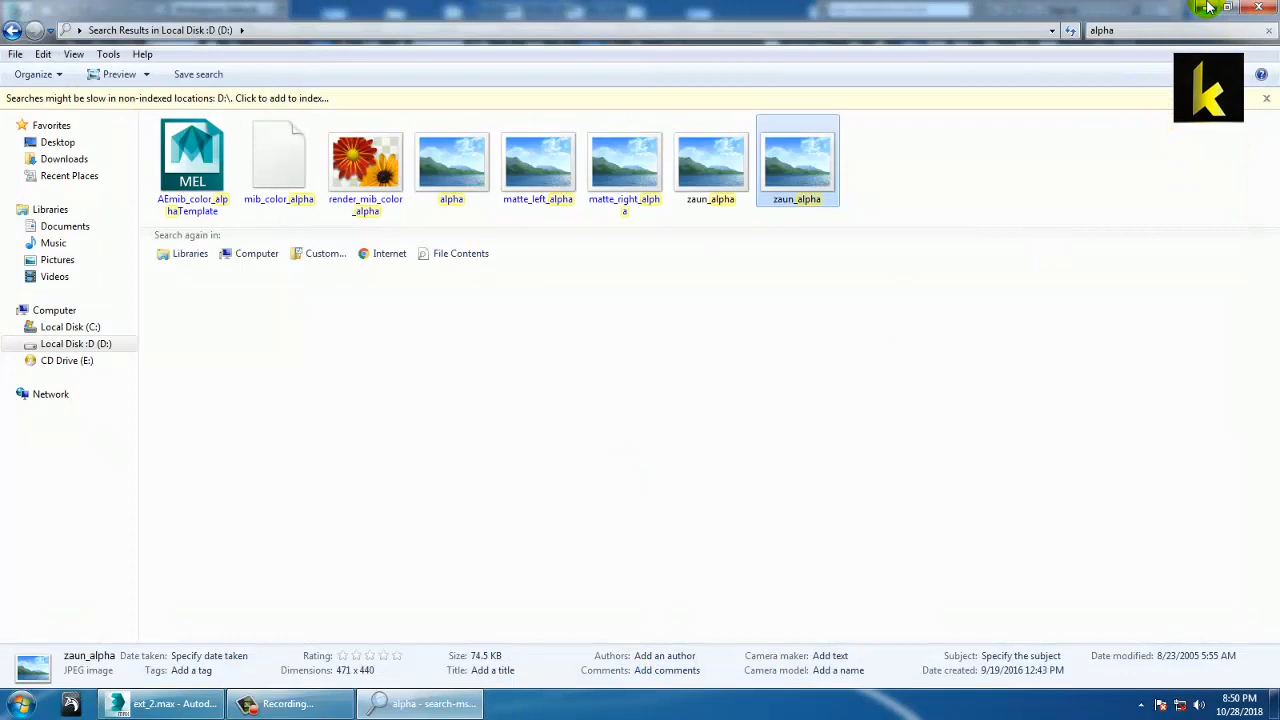 Search Results in Local Disk :D (D:)
alpha
File Edit View Tools Help
Organize Preview Save search
Searches might be slow in non-indexed locations: D:\. Click to add to index...
k
Favorites
Desktop
Downloads
Recent Places
Libraries
Documents
Music
Pictures
Videos
Computer
Local Disk (C:)
Local Disk :D (D:)
CD Drive (E:)
Network
MEL
AEmib_color_alp
haTemplate
mib_color_alpha
render_mib_color
_alpha
alpha
matte_left_alpha
matte_right_alph
a
zaun_alpha
zaun_alpha
Search again in:
Libraries Computer Custom... Internet File Contents
zaun_alpha Date taken: Specify date taken Rating: Size: 74.5 KB Authors: Add an author Camera maker: Add text Subject: Specify the subject Date modified: 8/23/2005 5:55 AM
JPEG image Tags: Add a tag Dimensions: 471 x 440 Title: Add a title Comments: Add comments Camera model: Add a name Date created: 9/19/2016 12:43 PM
ext_2.max - Autod... Recording... alpha - search-ms... 8:50 PM
10/28/2018